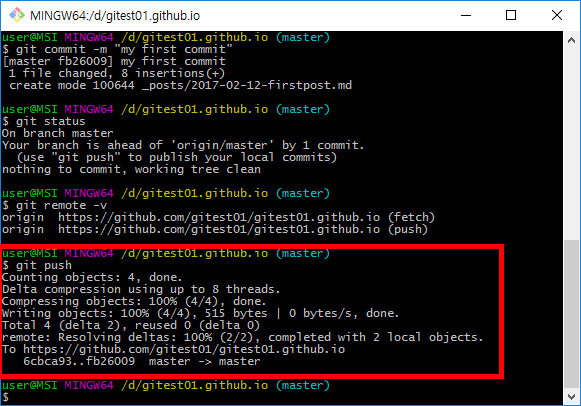 MINGW64:/d/gitest01.github.io
user@MSI MINGW64 /d/gitest01.github.io (master)
$ git commit -m "my first commit"
[master fb26009] my first commit
 1 file changed, 8 insertions(+)
 create mode 100644 _posts/2017-02-12-firstpost.md
user@MSI MINGW64 /d/gitest01.github.io (master)
$ git status
On branch master
Your branch is ahead of 'origin/master' by 1 commit.
  (use "git push" to publish your local commits)
nothing to commit, working tree clean
user@MSI MINGW64 /d/gitest01.github.io (master)
$ git remote -v
origin  https://github.com/gitest01/gitest01.github.io (fetch)
origin  https://github.com/gitest01/gitest01.github.io (push)
user@MSI MINGW64 /d/gitest01.github.io (master)
$ git push
Counting objects: 4, done.
Delta compression using up to 8 threads.
Compressing objects: 100% (4/4), done.
Writing objects: 100% (4/4), 515 bytes | 0 bytes/s, done.
Total 4 (delta 2), reused 0 (delta 0)
remote: Resolving deltas: 100% (2/2), completed with 2 local objects.
To https://github.com/gitest01/gitest01.github.io
   6cbca93..fb26009  master -> master
user@MSI MINGW64 /d/gitest01.github.io (master)
$